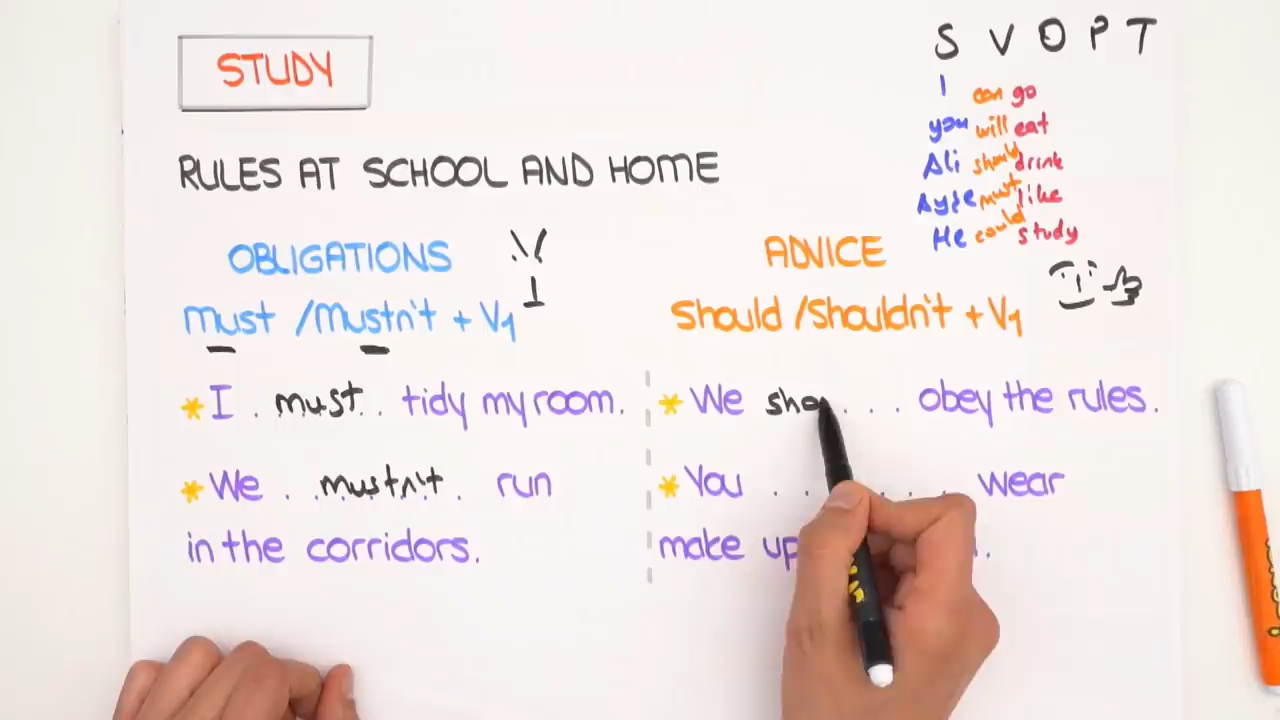 STUDY
RULES AT SCHOOL AND HOME
OBLIGATIONS
must /mustn't + V1
* I . must . . tidy my room.
* We . mustn't . run
in the corridors.
ADVICE
should /shouldn't + V1
* We sho . . . obey the rules.
* You . . . . . . wear
make up
S V O P T
I can go
you will eat
Ali should drink
Ayşe must like
He could study